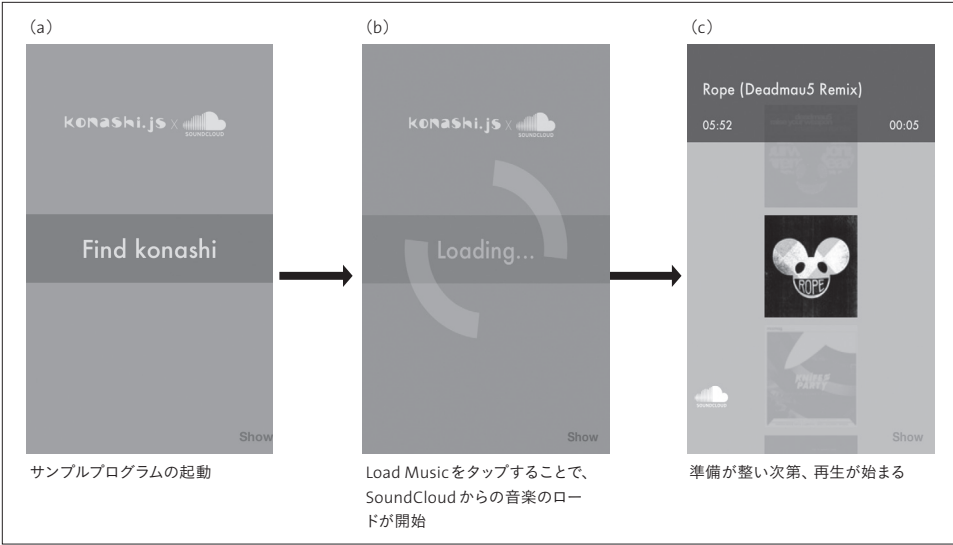 (a)
konashi.js x
SOUNDCLOUD
Find konashi
Show
サンプルプログラムの起動
(b)
konashi.js x
SOUNDCLOUD
Loading...
Show
Load Musicをタップすることで、
SoundCloudからの音楽のロー
ドが開始
(c)
Rope (Deadmau5 Remix)
05:52 00:05
ROPE
KNIFE
PARTY
SOUNDCLOUD
Show
準備が整い次第、再生が始まる